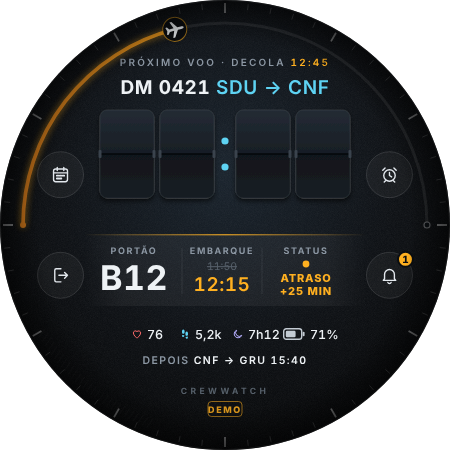 PRÓXIMO VOO · DECOLA 12:45
DM 0421 SDU → CNF
PORTÃO EMBARQUE STATUS
B12
11:50
12:15
ATRASO
+25 MIN
1
76 5,2k 7h12 71%
DEPOIS CNF → GRU 15:40
CREWWATCH
DEMO